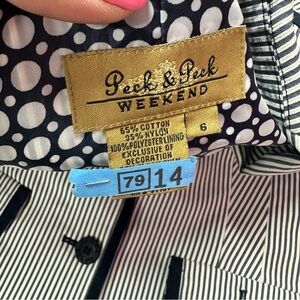 Peck & Peck
WEEKEND
65% COTTON
35% NYLON
100% POLYESTER LINING
EXCLUSIVE OF
DECORATION
6
79 14